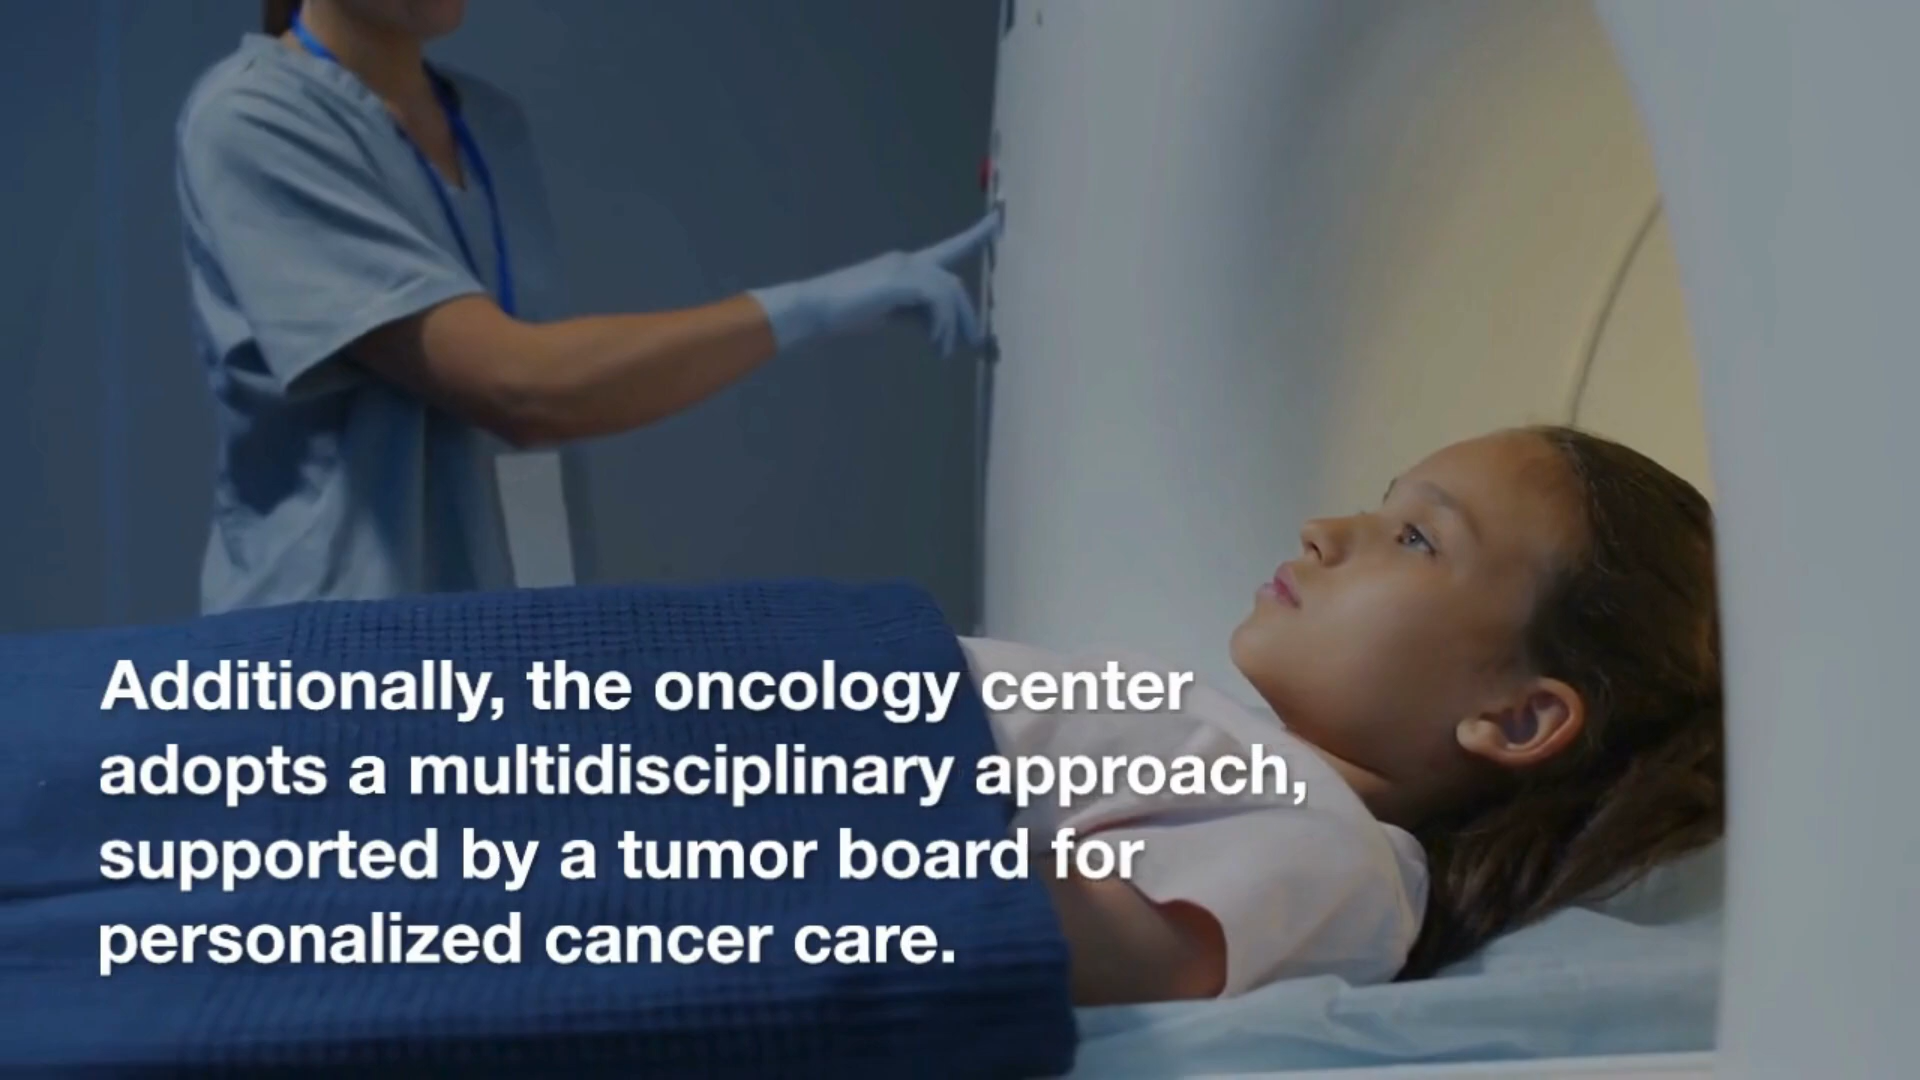 Additionally, the oncology center
adopts a multidisciplinary approach,
supported by a tumor board for
personalized cancer care.